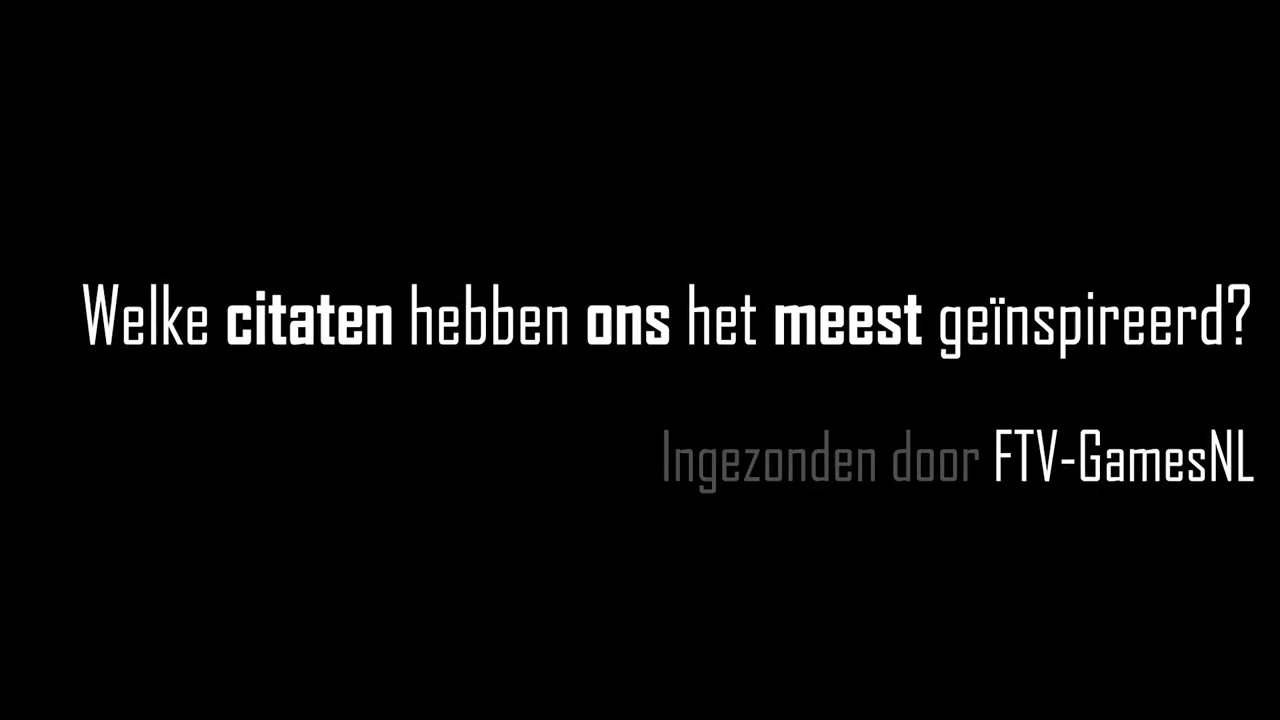 Welke citaten hebben ons het meest geïnspireerd?
Ingezonden door FTV-GamesNL